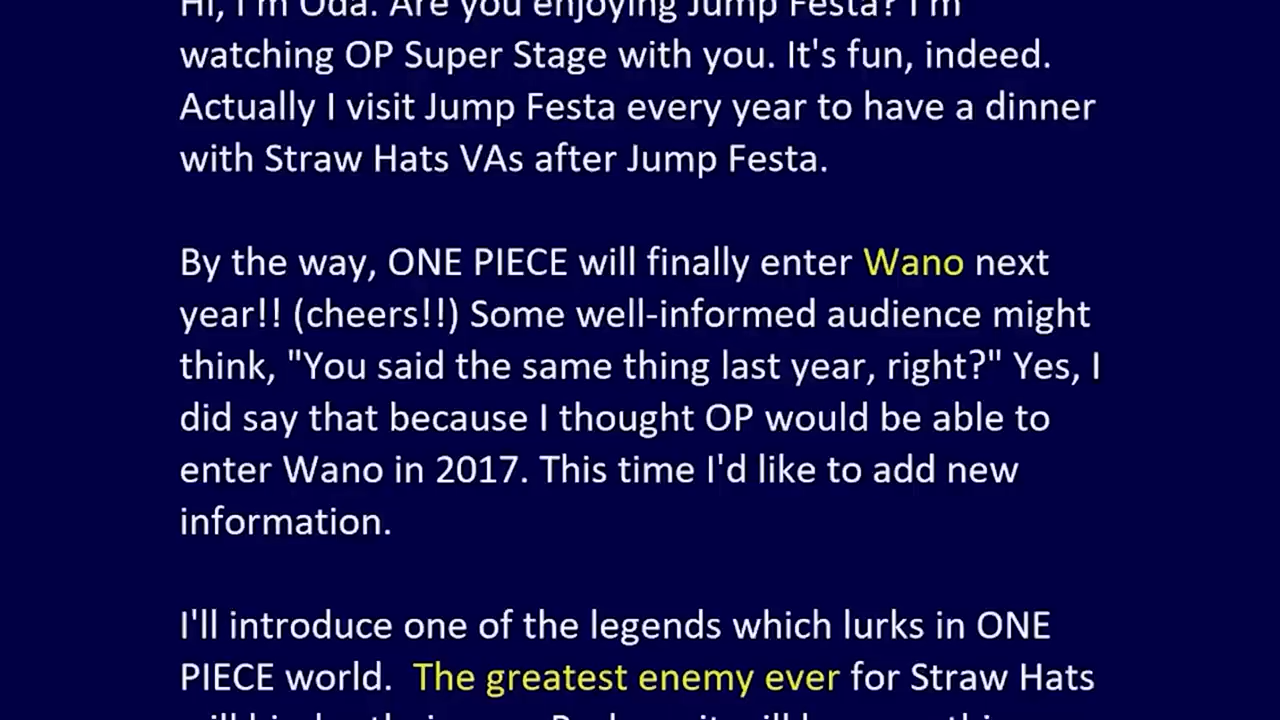 Hi, I'm Oda. Are you enjoying Jump Festa? I'm
watching OP Super Stage with you. It's fun, indeed.
Actually I visit Jump Festa every year to have a dinner
with Straw Hats VAs after Jump Festa.
By the way, ONE PIECE will finally enter Wano next
year!! (cheers!!) Some well-informed audience might
think, "You said the same thing last year, right?" Yes, I
did say that because I thought OP would be able to
enter Wano in 2017. This time I'd like to add new
information.
I'll introduce one of the legends which lurks in ONE
PIECE world.  The greatest enemy ever for Straw Hats